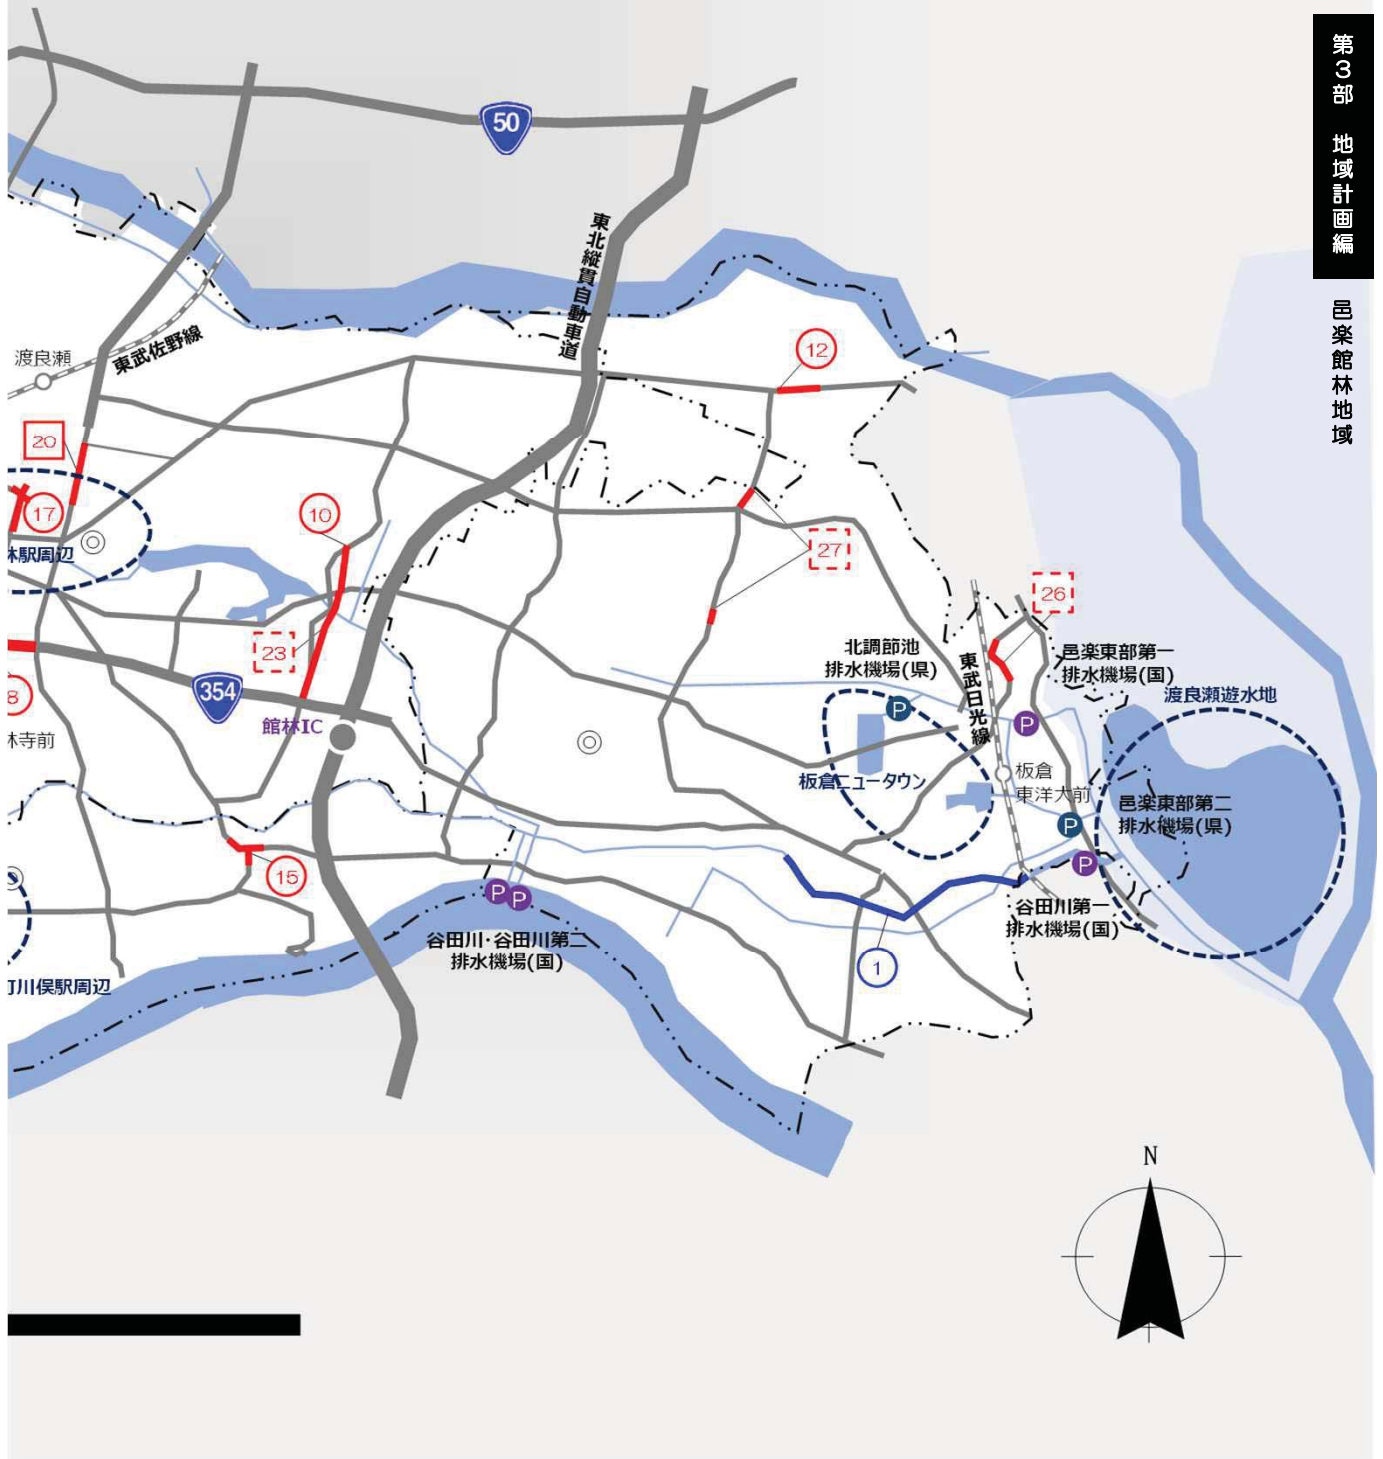 第3部 地域計画編 邑楽館林地域
50
東北縦貫自動車道
渡良瀬
東武佐野線
12
20
17
10
林駅周辺
27
26
23
北調節池
排水機場(県)
東武日光線
邑楽東部第一
排水機場(国)
354
8
渡良瀬遊水地
P
P
館林IC
林寺前
板倉ニュータウン
板倉
東洋大前
邑楽東部第二
排水機場(県)
P
P
15
P
P
谷田川・谷田川第二
排水機場(国)
谷田川第一
排水機場(国)
1
川俣駅周辺
N